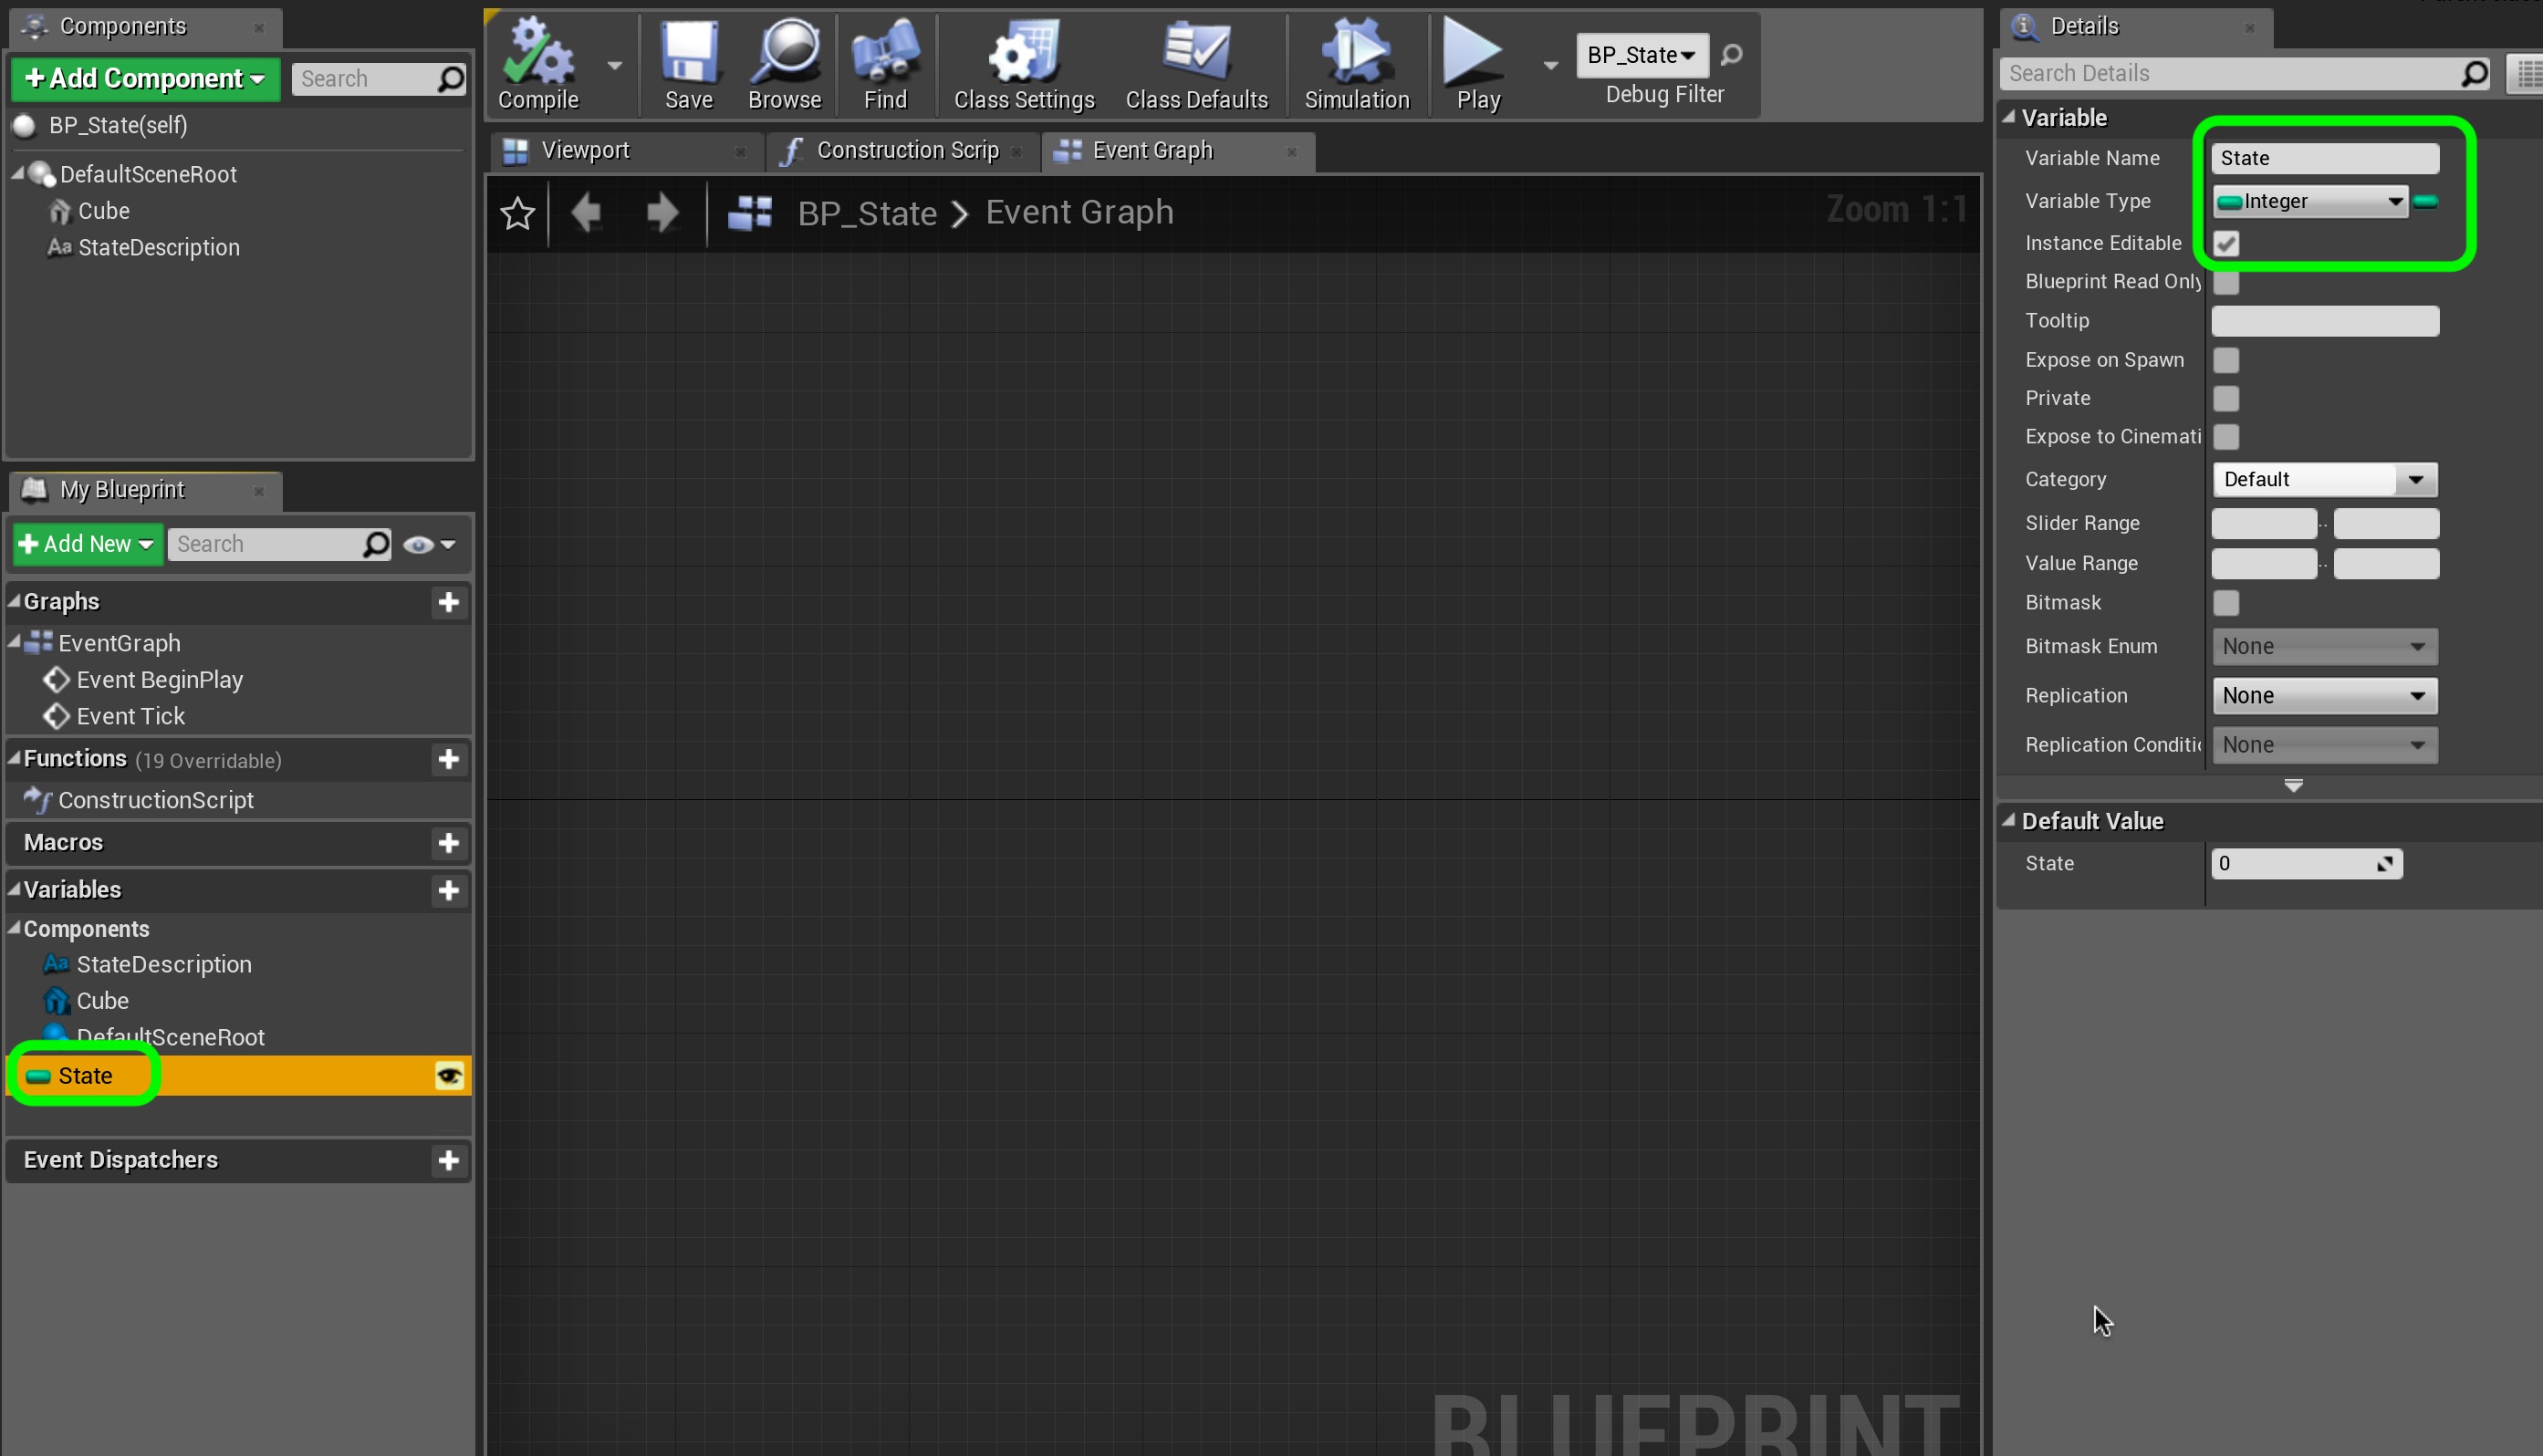 Components
Add Component
Search
BP_State(self)
DefaultSceneRoot
Cube
Aa StateDescription
My Blueprint
Add New
Search
Graphs
EventGraph
Event BeginPlay
Event Tick
Functions (19 Overridable)
ConstructionScript
Macros
Variables
Components
Aa StateDescription
Cube
DefaultSceneRoot
State
Event Dispatchers
Compile
Save
Browse
Find
Class Settings
Class Defaults
Simulation
Play
BP_State
Debug Filter
Viewport
Construction Scrip
Event Graph
BP_State > Event Graph
Zoom 1:1
BLUEPRINT
Details
Search Details
Variable
Variable Name State
Variable Type Integer
Instance Editable
Blueprint Read Only
Tooltip
Expose on Spawn
Private
Expose to Cinemati
Category Default
Slider Range ..
Value Range ..
Bitmask
Bitmask Enum None
Replication None
Replication Conditi None
Default Value
State 0